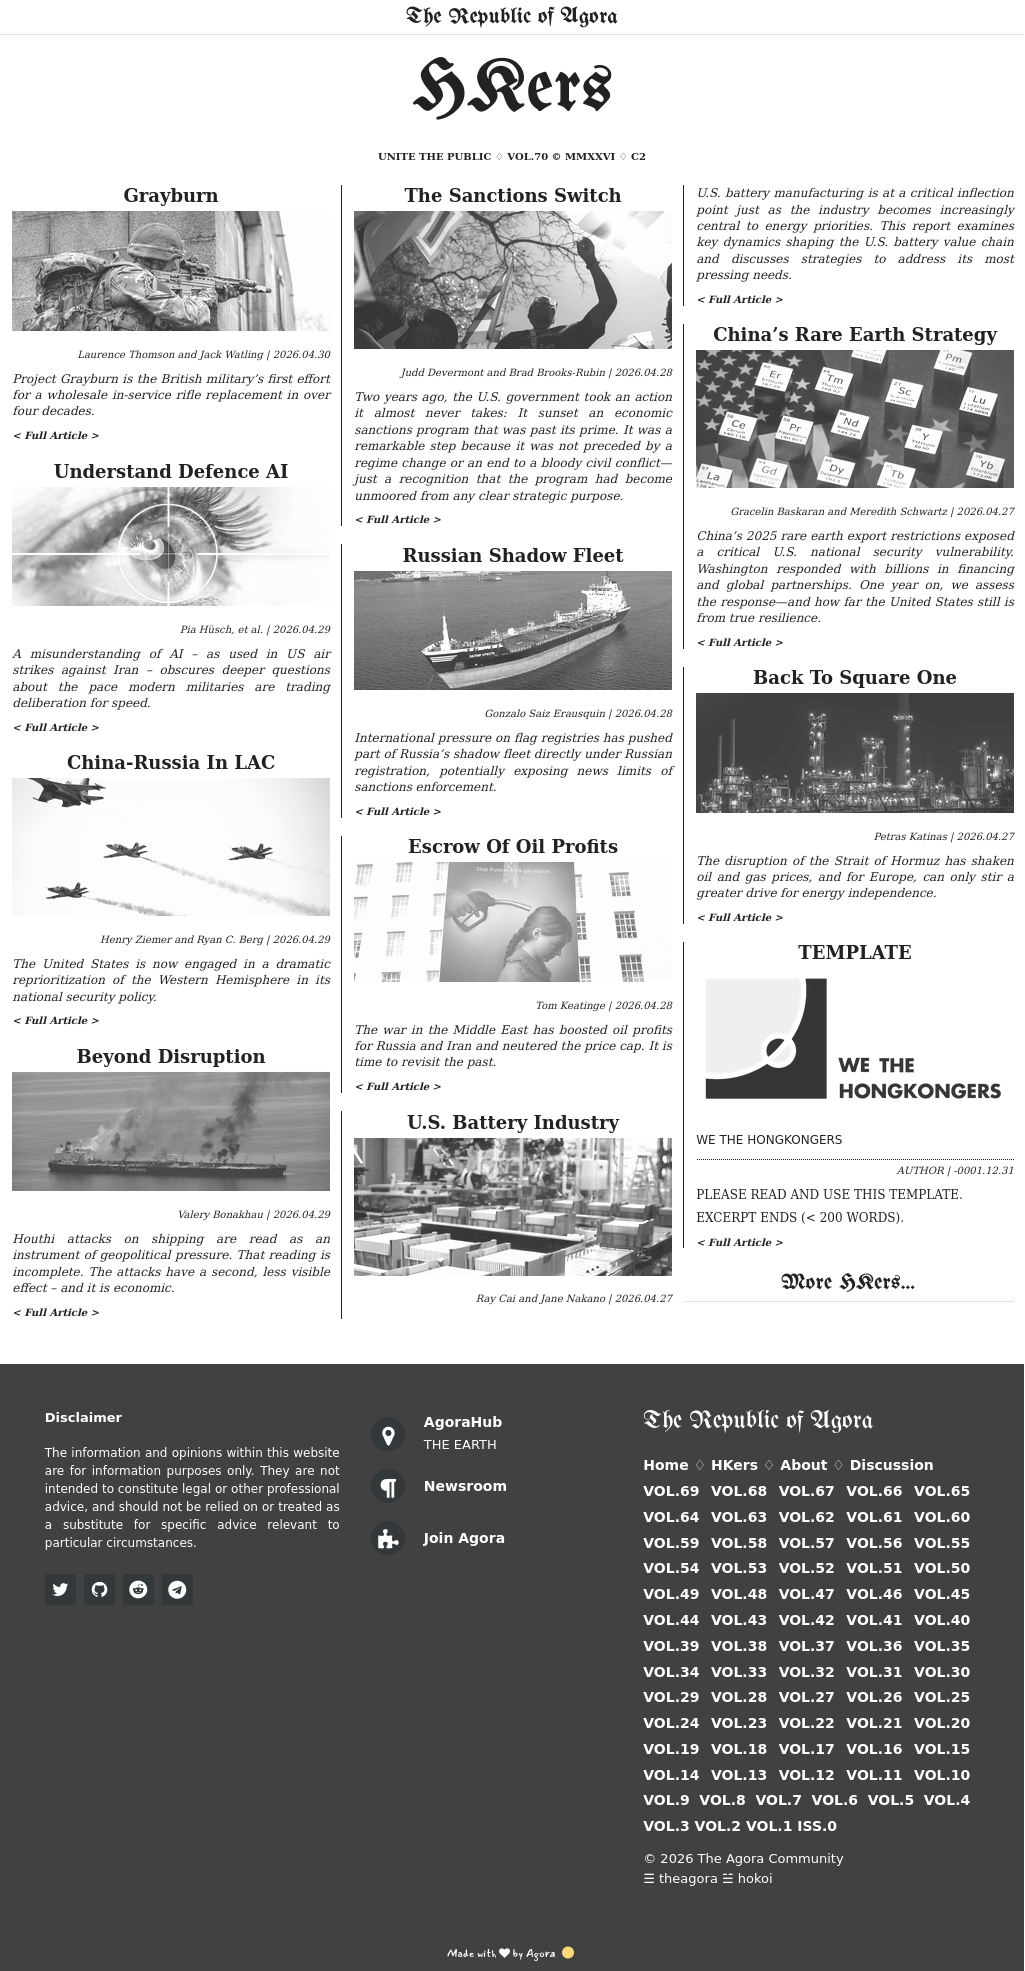 The Republic of Agora
HKers
UNITE THE PUBLIC ♢ VOL.70 © MMXXVI ♢ C2
Grayburn
Laurence Thomson and Jack Watling | 2026.04.30
Project Grayburn is the British military’s first effort
for a wholesale in-service rifle replacement in over
four decades.
< Full Article >
Understand Defence AI
Pia Hüsch, et al. | 2026.04.29
A misunderstanding of AI – as used in US air
strikes against Iran – obscures deeper questions
about the pace modern militaries are trading
deliberation for speed.
< Full Article >
China-Russia In LAC
Henry Ziemer and Ryan C. Berg | 2026.04.29
The United States is now engaged in a dramatic
reprioritization of the Western Hemisphere in its
national security policy.
< Full Article >
Beyond Disruption
Valery Bonakhau | 2026.04.29
Houthi attacks on shipping are read as an
instrument of geopolitical pressure. That reading is
incomplete. The attacks have a second, less visible
effect – and it is economic.
< Full Article >
The Sanctions Switch
Judd Devermont and Brad Brooks-Rubin | 2026.04.28
Two years ago, the U.S. government took an action
it almost never takes: It sunset an economic
sanctions program that was past its prime. It was a
remarkable step because it was not preceded by a
regime change or an end to a bloody civil conflict—
just a recognition that the program had become
unmoored from any clear strategic purpose.
< Full Article >
Russian Shadow Fleet
Gonzalo Saiz Erausquin | 2026.04.28
International pressure on flag registries has pushed
part of Russia’s shadow fleet directly under Russian
registration, potentially exposing news limits of
sanctions enforcement.
< Full Article >
Escrow Of Oil Profits
Tom Keatinge | 2026.04.28
The war in the Middle East has boosted oil profits
for Russia and Iran and neutered the price cap. It is
time to revisit the past.
< Full Article >
U.S. Battery Industry
Ray Cai and Jane Nakano | 2026.04.27
U.S. battery manufacturing is at a critical inflection
point just as the industry becomes increasingly
central to energy priorities. This report examines
key dynamics shaping the U.S. battery value chain
and discusses strategies to address its most
pressing needs.
< Full Article >
China’s Rare Earth Strategy
Pm
Er
Tm
Sc
Lu
Ce
Pr
Nd
Y
Yb
La
Gd
Dy
Tb
Gracelin Baskaran and Meredith Schwartz | 2026.04.27
China’s 2025 rare earth export restrictions exposed
a critical U.S. national security vulnerability.
Washington responded with billions in financing
and global partnerships. One year on, we assess
the response—and how far the United States still is
from true resilience.
< Full Article >
Back To Square One
Petras Katinas | 2026.04.27
The disruption of the Strait of Hormuz has shaken
oil and gas prices, and for Europe, can only stir a
greater drive for energy independence.
< Full Article >
TEMPLATE
WE THE
HONGKONGERS
WE THE HONGKONGERS
AUTHOR | -0001.12.31
PLEASE READ AND USE THIS TEMPLATE.
EXCERPT ENDS (< 200 WORDS).
< Full Article >
More HKers...
Disclaimer
The information and opinions within this website
are for information purposes only. They are not
intended to constitute legal or other professional
advice, and should not be relied on or treated as
a substitute for specific advice relevant to
particular circumstances.
AgoraHub
THE EARTH
Newsroom
Join Agora
The Republic of Agora
Home ♢ HKers ♢ About ♢ Discussion
VOL.69 VOL.68 VOL.67 VOL.66 VOL.65
VOL.64 VOL.63 VOL.62 VOL.61 VOL.60
VOL.59 VOL.58 VOL.57 VOL.56 VOL.55
VOL.54 VOL.53 VOL.52 VOL.51 VOL.50
VOL.49 VOL.48 VOL.47 VOL.46 VOL.45
VOL.44 VOL.43 VOL.42 VOL.41 VOL.40
VOL.39 VOL.38 VOL.37 VOL.36 VOL.35
VOL.34 VOL.33 VOL.32 VOL.31 VOL.30
VOL.29 VOL.28 VOL.27 VOL.26 VOL.25
VOL.24 VOL.23 VOL.22 VOL.21 VOL.20
VOL.19 VOL.18 VOL.17 VOL.16 VOL.15
VOL.14 VOL.13 VOL.12 VOL.11 VOL.10
VOL.9 VOL.8 VOL.7 VOL.6 VOL.5 VOL.4
VOL.3 VOL.2 VOL.1 ISS.0
© 2026 The Agora Community
☰ theagora ☱ hokoi
Made with by Agora